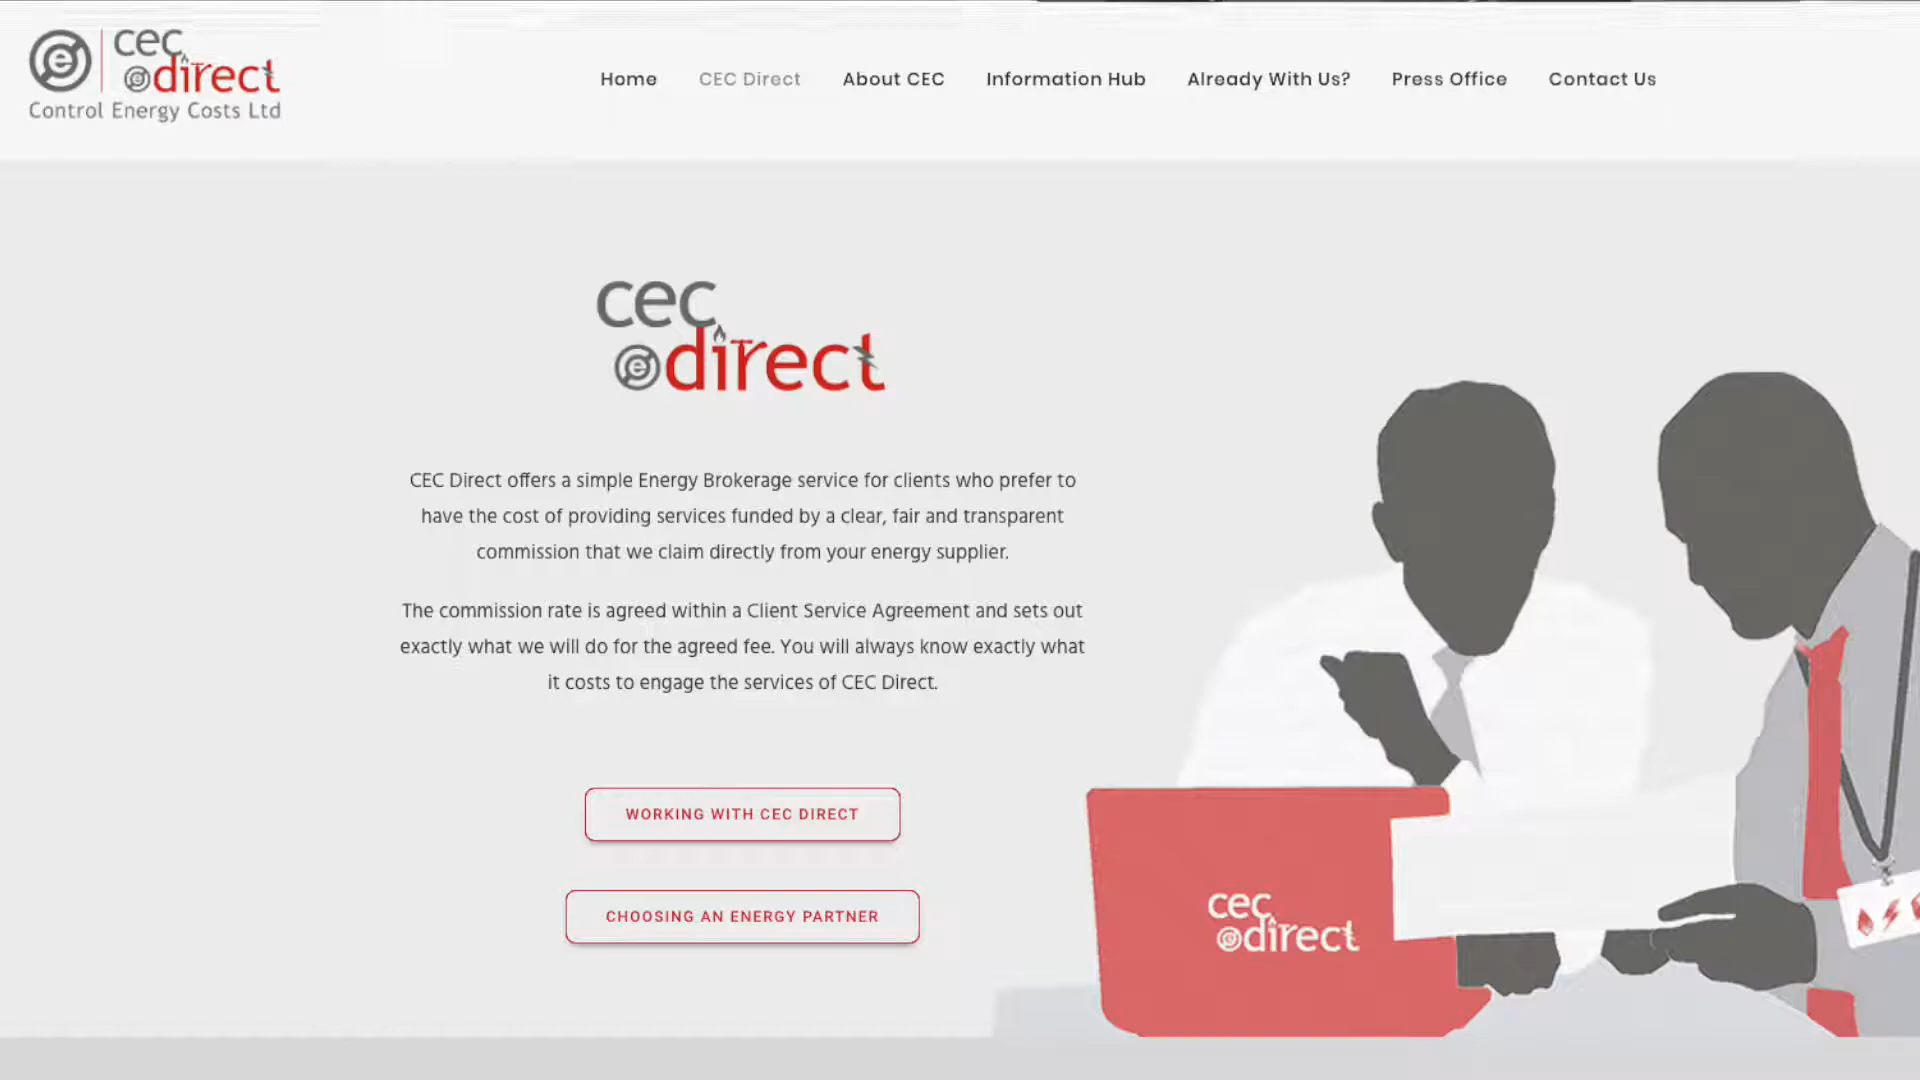 cec
direct
Control Energy Costs Ltd
Home CEC Direct About CEC Information Hub Already With Us? Press Office Contact Us
cec
direct
CEC Direct offers a simple Energy Brokerage service for clients who prefer to
have the cost of providing services funded by a clear, fair and transparent
commission that we claim directly from your energy supplier.
The commission rate is agreed within a Client Service Agreement and sets out
exactly what we will do for the agreed fee. You will always know exactly what
it costs to engage the services of CEC Direct.
WORKING WITH CEC DIRECT
CHOOSING AN ENERGY PARTNER
cec
direct